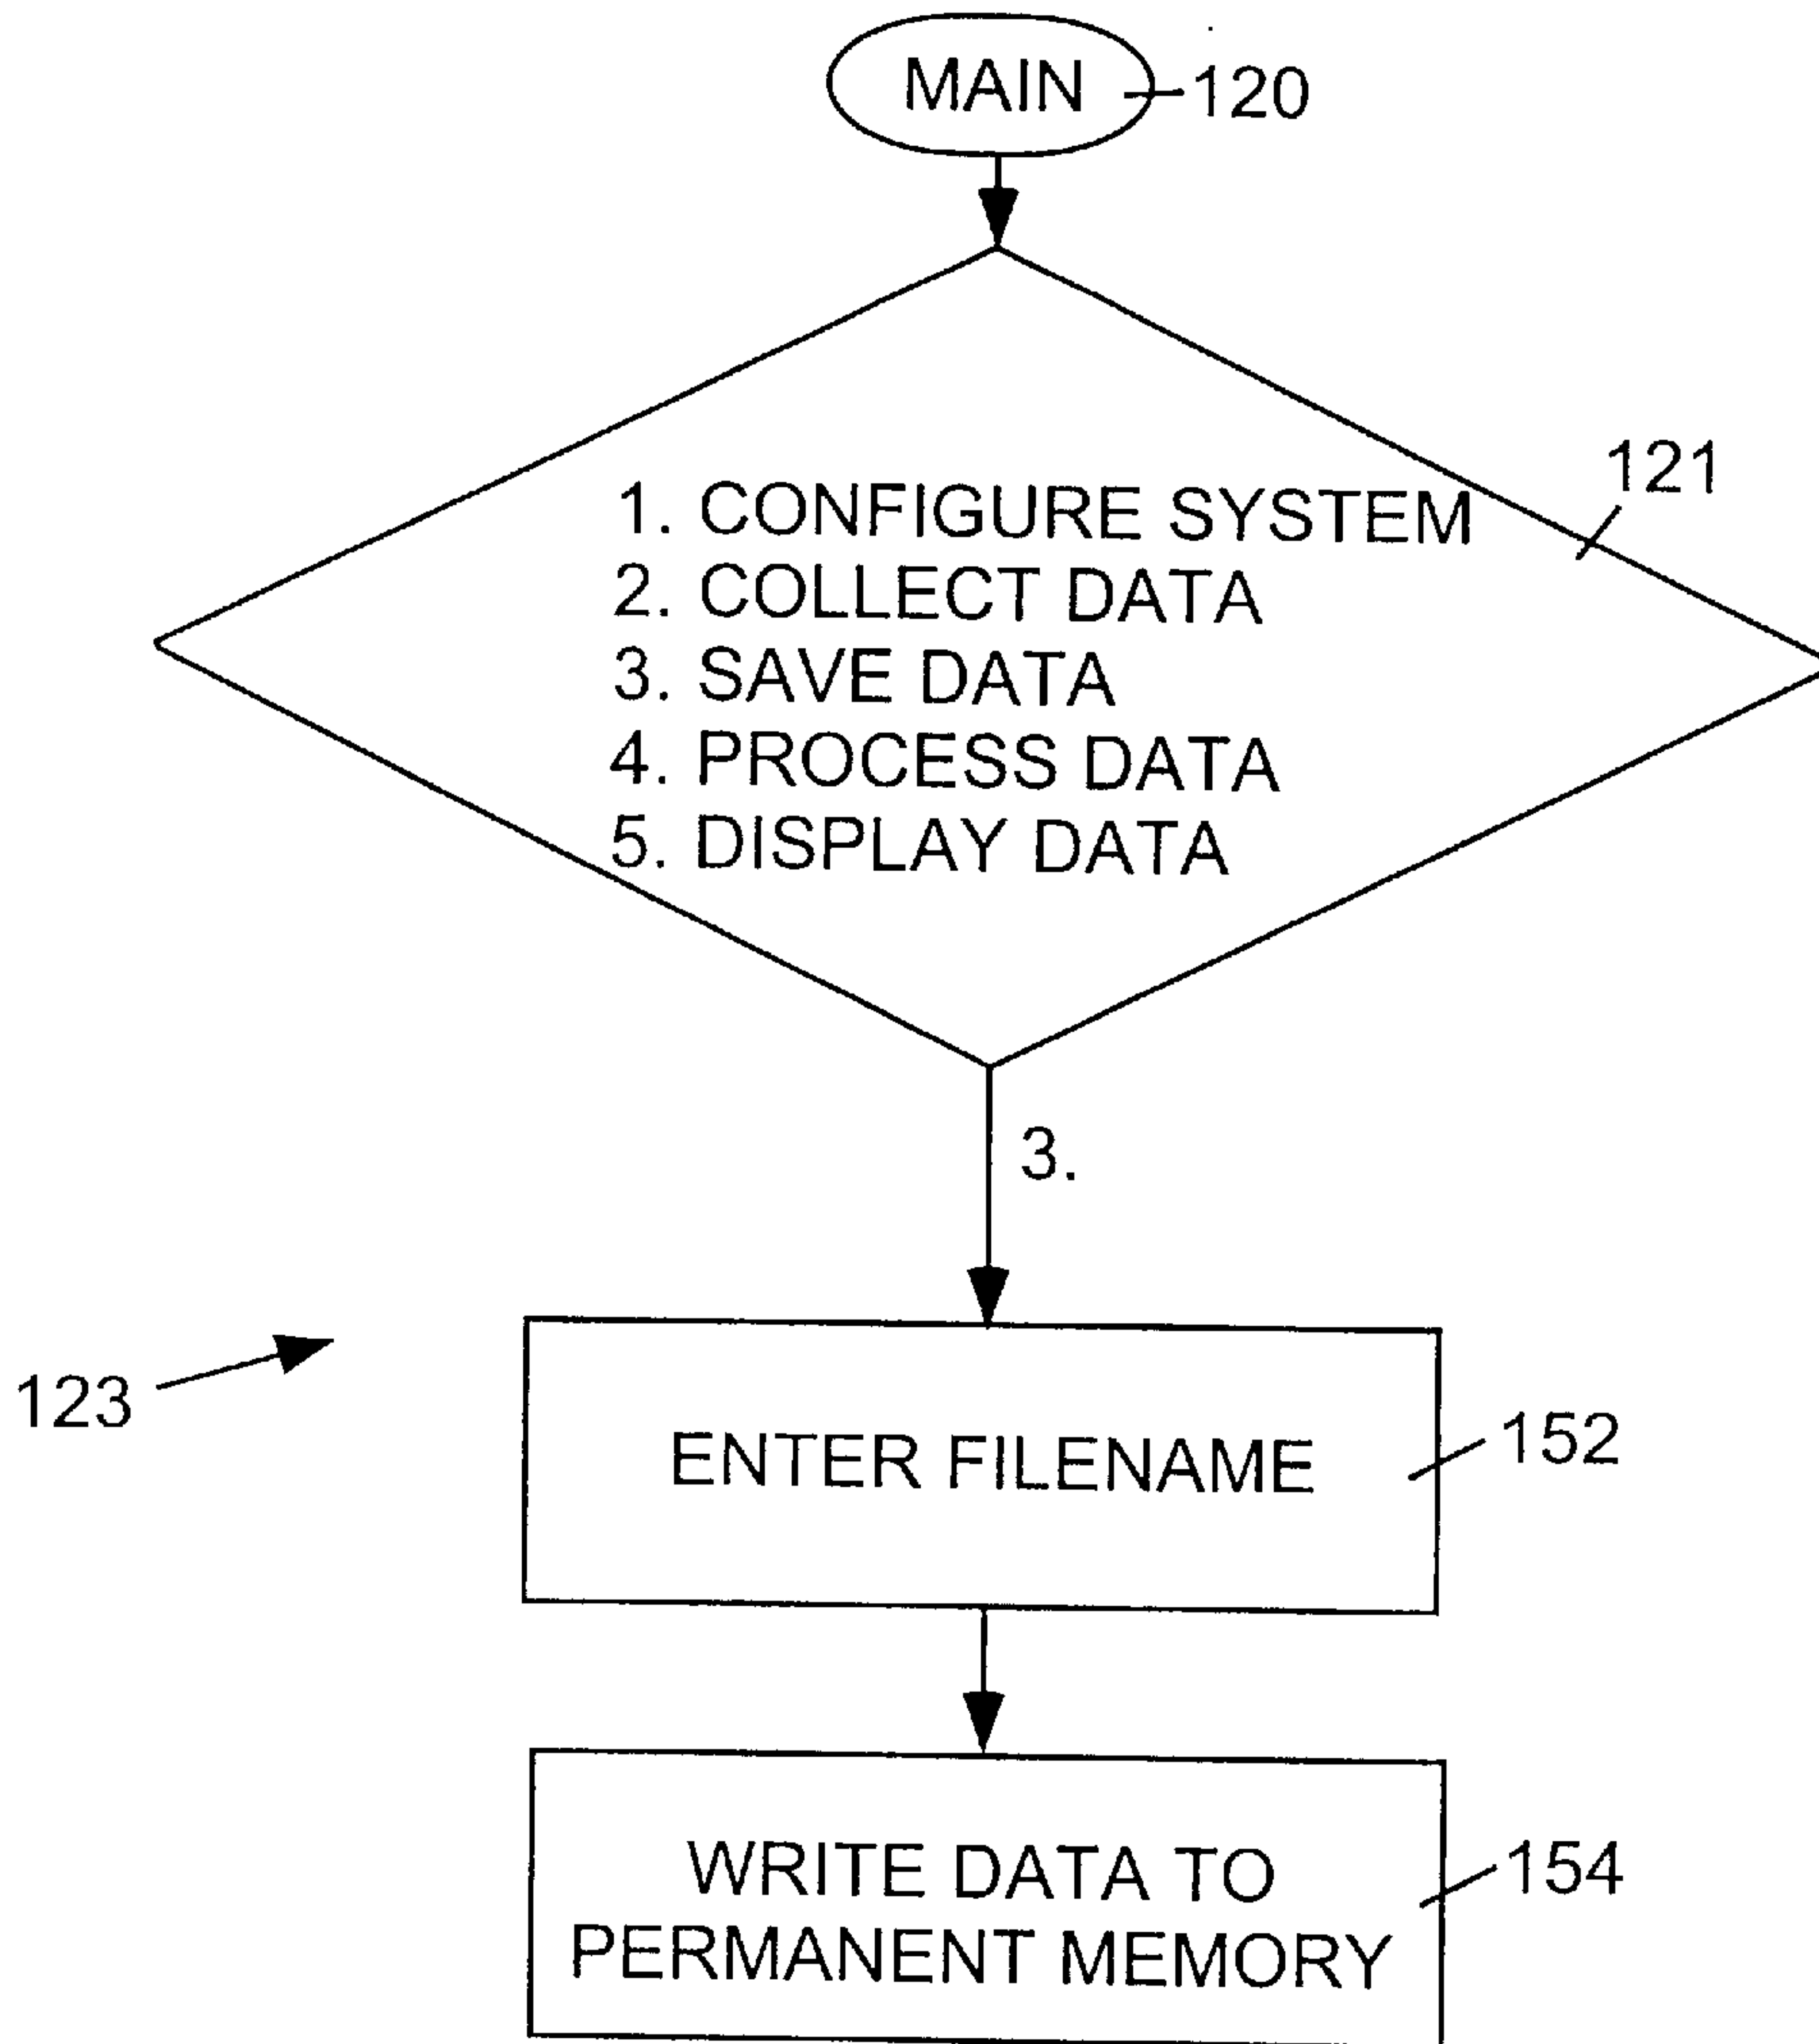 MAIN
120
121
1. CONFIGURE SYSTEM
2. COLLECT DATA
3. SAVE DATA
4. PROCESS DATA
5. DISPLAY DATA
3.
123
ENTER FILENAME
152
WRITE DATA TO
PERMANENT MEMORY
154